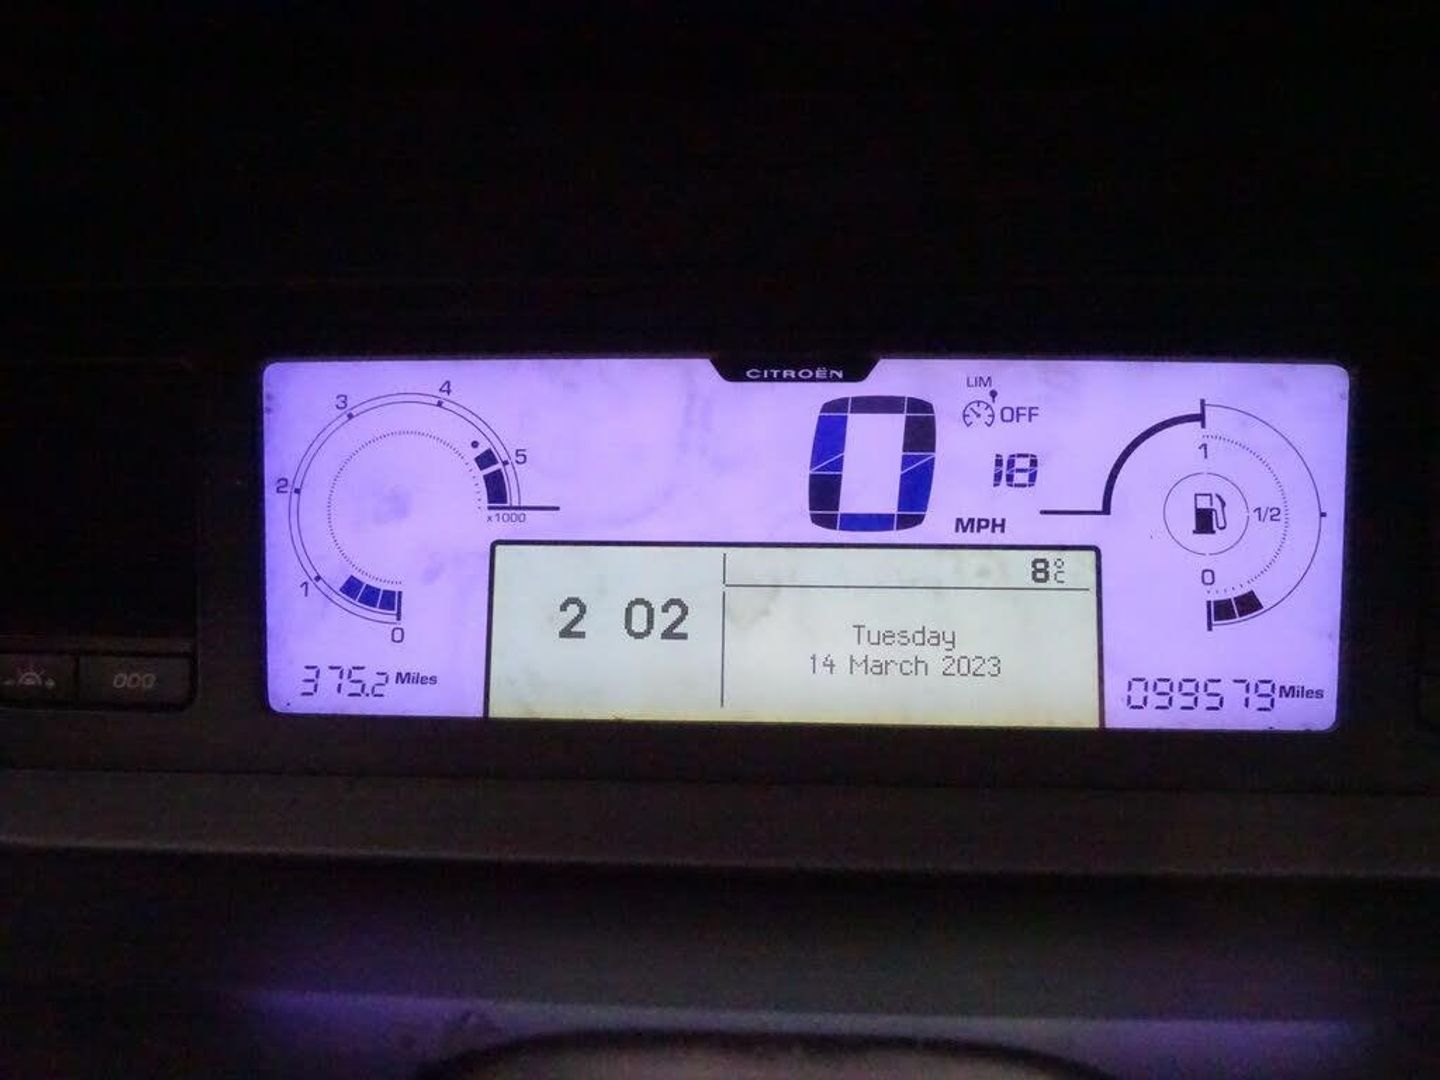 CITROËN
LIM
OFF
4
3
5
2
x1000
1
0
0
18
MPH
1
1/2
0
8°C
2 02
Tuesday
14 March 2023
375.2 Miles
099579 Miles
000